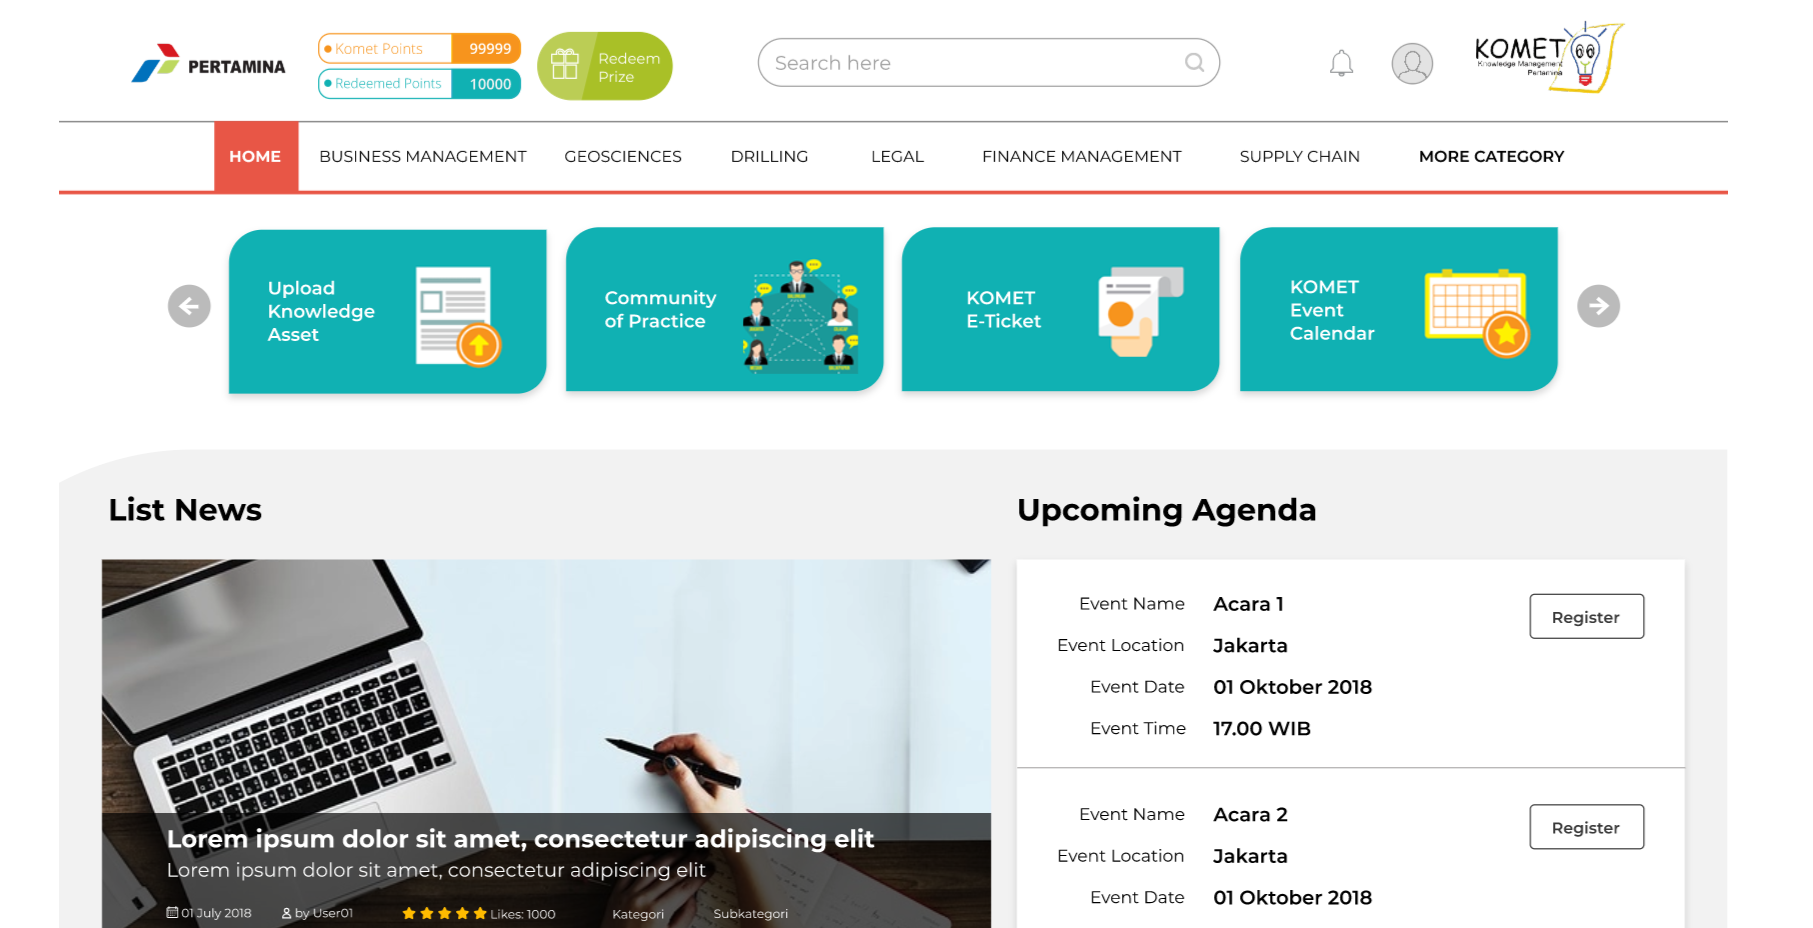 PERTAMINA
Komet Points 99999
Redeemed Points 10000
Redeem
Prize
Search here
KOMET
Knowledge Management
Pertamina
HOME BUSINESS MANAGEMENT GEOSCIENCES DRILLING LEGAL FINANCE MANAGEMENT SUPPLY CHAIN MORE CATEGORY
Upload
Knowledge
Asset
Community
of Practice
KOMET
E-Ticket
KOMET
Event
Calendar
List News
Lorem ipsum dolor sit amet, consectetur adipiscing elit
Lorem ipsum dolor sit amet, consectetur adipiscing elit
01 July 2018 by User01 Likes: 1000 Kategori Subkategori
Upcoming Agenda
Event Name Acara 1
Register
Event Location Jakarta
Event Date 01 Oktober 2018
Event Time 17.00 WIB
Event Name Acara 2
Register
Event Location Jakarta
Event Date 01 Oktober 2018